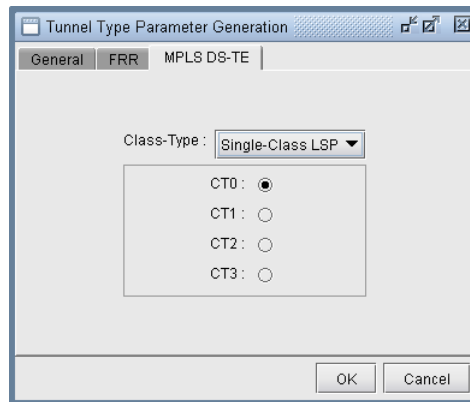 Tunnel Type Parameter Generation
General FRR MPLS DS-TE
Class-Type : Single-Class LSP
CT0 :
CT1 :
CT2 :
CT3 :
OK Cancel